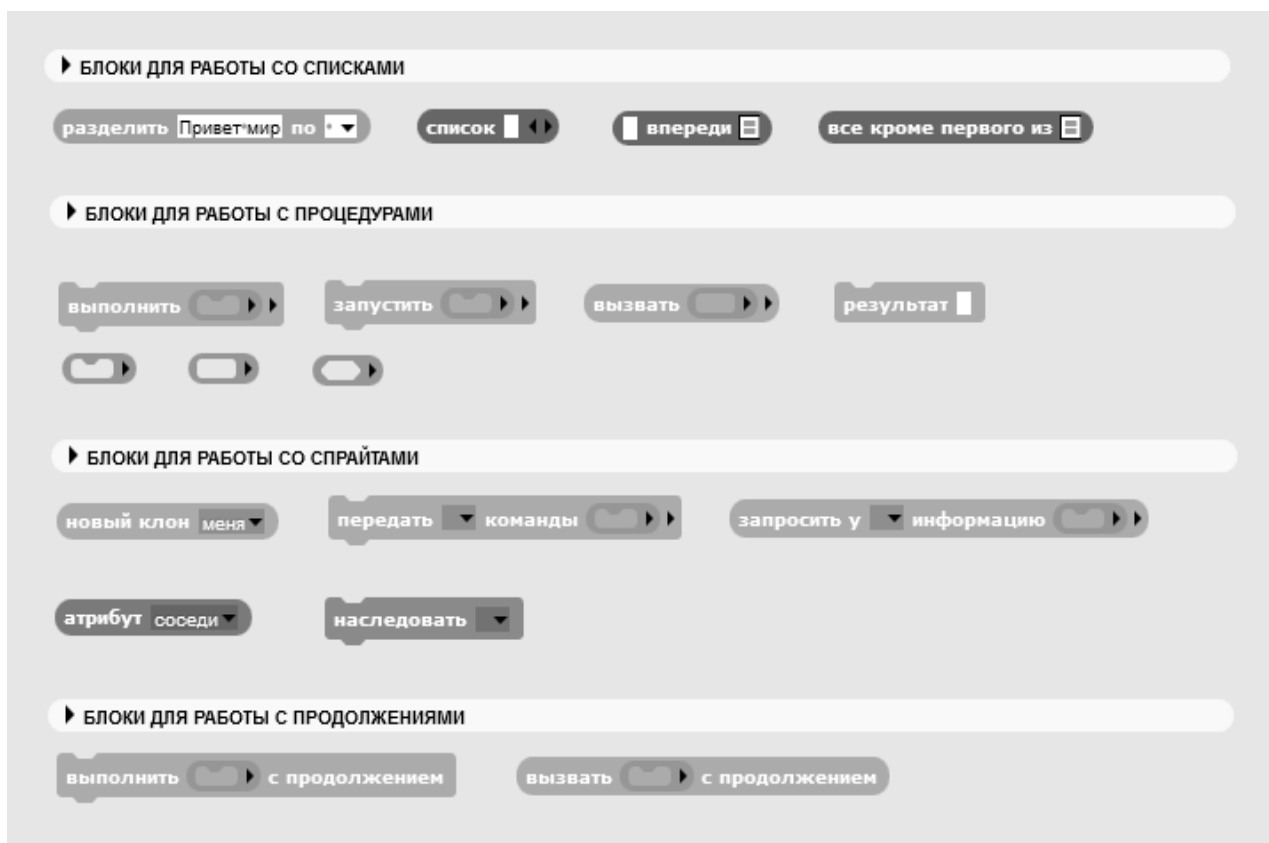 БЛОКИ ДЛЯ РАБОТЫ СО СПИСКАМИ
разделить Привет•мир по • список впереди все кроме первого из
БЛОКИ ДЛЯ РАБОТЫ С ПРОЦЕДУРАМИ
выполнить запустить вызвать результат
БЛОКИ ДЛЯ РАБОТЫ СО СПРАЙТАМИ
новый клон меня передать команды запросить у информацию
атрибут соседи наследовать
БЛОКИ ДЛЯ РАБОТЫ С ПРОДОЛЖЕНИЯМИ
выполнить с продолжением вызвать с продолжением